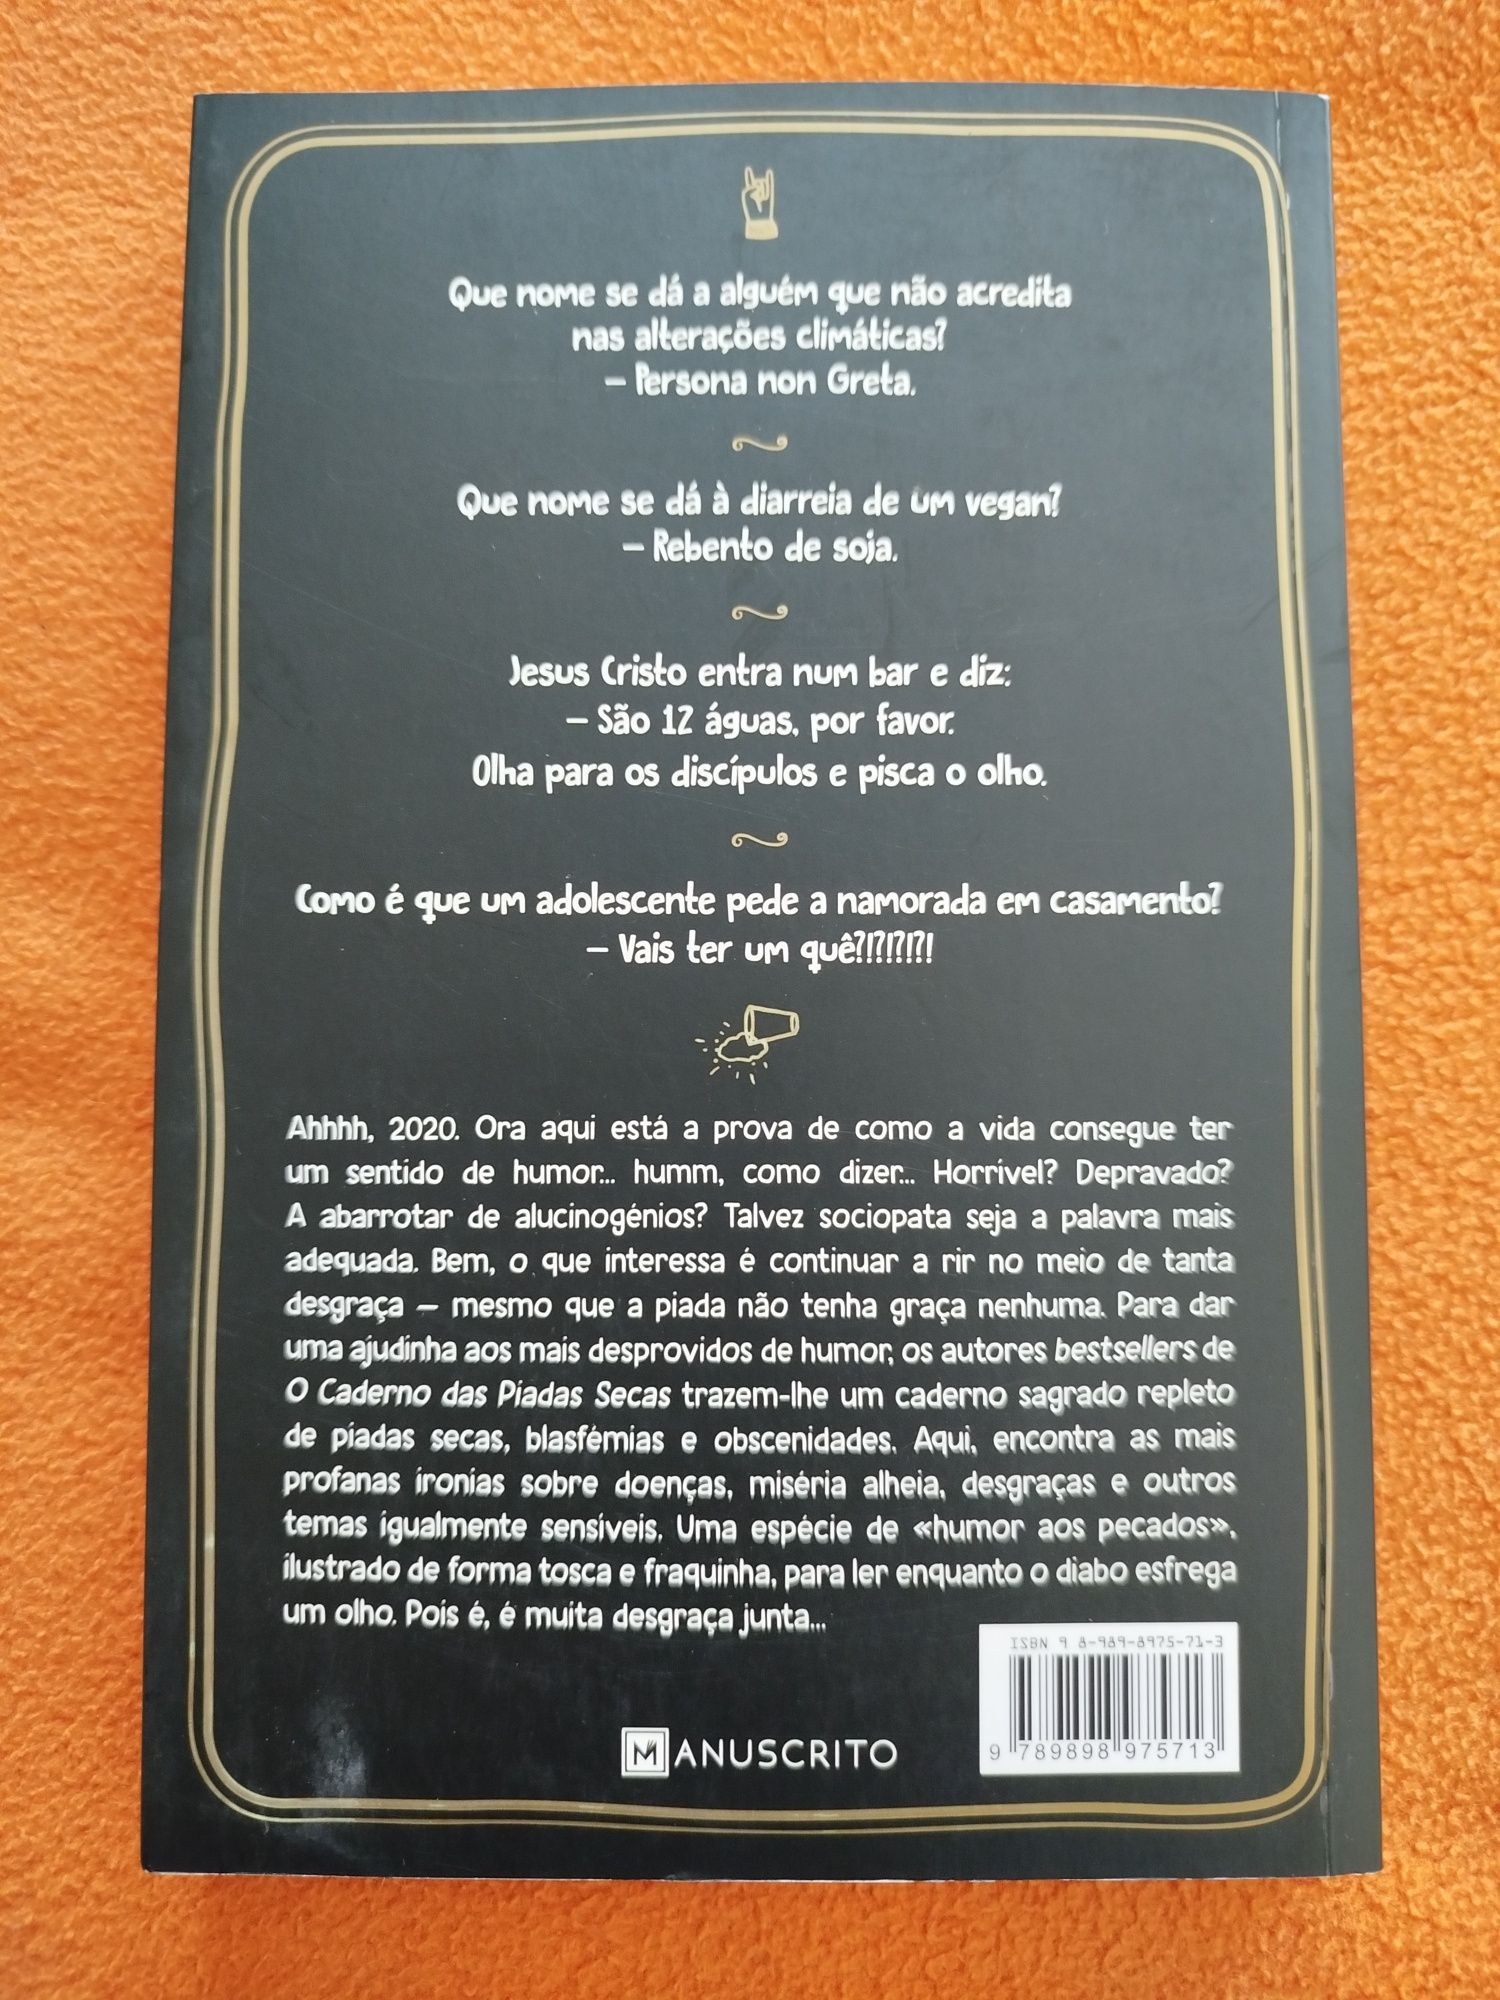 Que nome se dá a alguém que não acredita
nas alterações climáticas?
– Persona non Greta.
Que nome se dá à diarreia de um vegan?
– Rebento de soja.
Jesus Cristo entra num bar e diz:
– São 12 águas, por favor.
Olha para os discípulos e pisca o olho.
Como é que um adolescente pede a namorada em casamento?
– Vais ter um quê?!?!?!?!
Ahhhh, 2020. Ora aqui está a prova de como a vida consegue ter
um sentido de humor... humm, como dizer... Horrível? Depravado?
A abarrotar de alucinogénios? Talvez sociopata seja a palavra mais
adequada. Bem, o que interessa é continuar a rir no meio de tanta
desgraça – mesmo que a piada não tenha graça nenhuma. Para dar
uma ajudinha aos mais desprovidos de humor, os autores bestsellers de
O Caderno das Piadas Secas trazem-lhe um caderno sagrado repleto
de piadas secas, blasfémias e obscenidades. Aqui, encontra as mais
profanas ironias sobre doenças, miséria alheia, desgraças e outros
temas igualmente sensíveis. Uma espécie de «humor aos pecados»,
ilustrado de forma tosca e fraquinha, para ler enquanto o diabo esfrega
um olho. Pois é, é muita desgraça junta...
ISBN 9 8-989-8975-71-3
9 789898 975713
MANUSCRITO